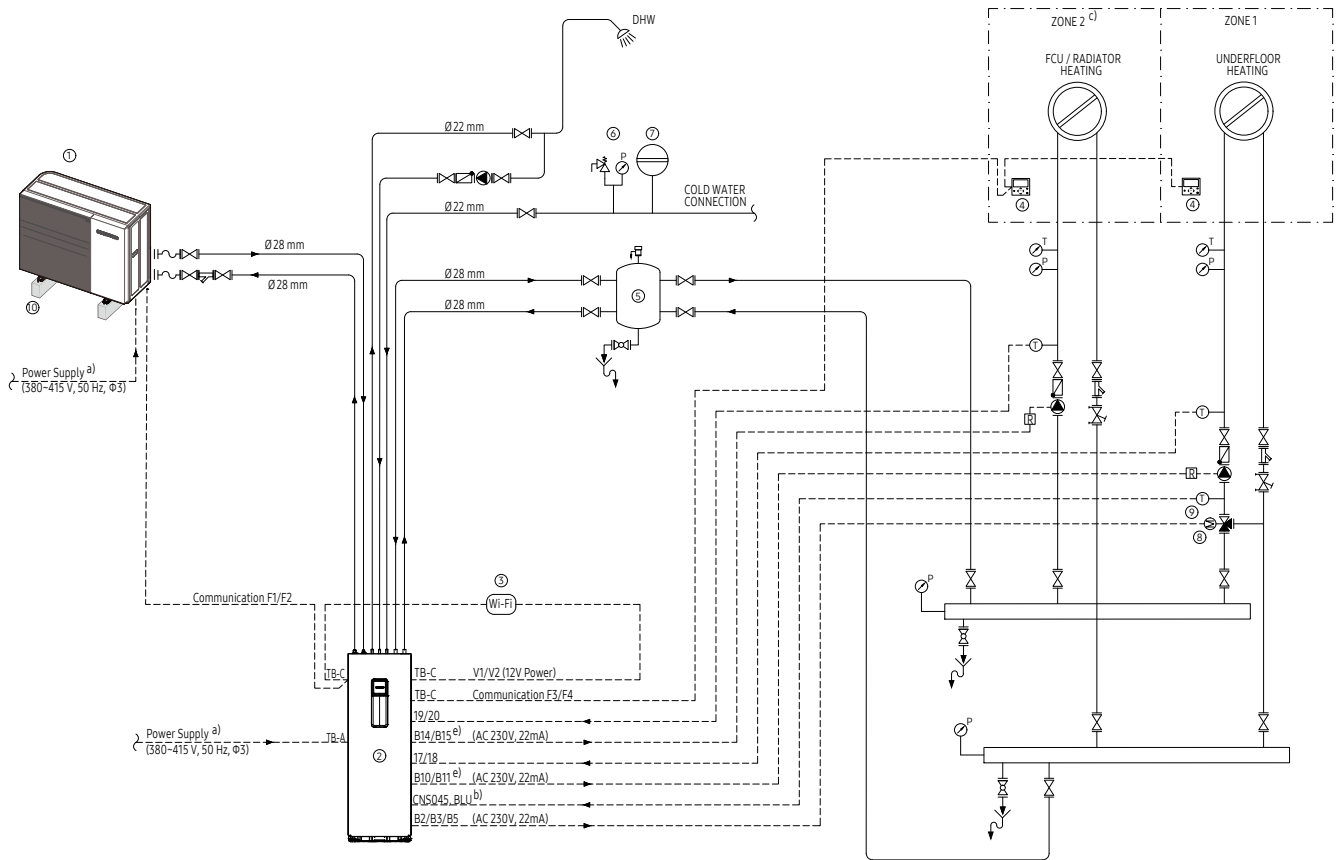 DHW
ZONE 2 c)
ZONE 1
FCU / RADIATOR
HEATING
UNDERFLOOR
HEATING
Ø 22 mm
⑥
⑦
P
①
COLD WATER
CONNECTION
④
④
Ø 22 mm
Ø 28 mm
T
T
P
P
Ø 28 mm
Ø 28 mm
⑤
⑩
Ø 28 mm
T
Power Supply a)
(380~415 V, 50 Hz, Φ3)
R
T
R
T
⑨
M
⑧
③
P
Communication F1/F2
Wi-Fi
TB-C
TB-C
V1/V2 (12V Power)
TB-C
Communication F3/F4
19/20
P
Power Supply a)
(380~415 V, 50 Hz, Φ3)
TB-A
B14/B15 e)
(AC 230V, 22mA)
②
17/18
B10/B11 e)
(AC 230V, 22mA)
CNS045, BLU b)
B2/B3/B5
(AC 230V, 22mA)